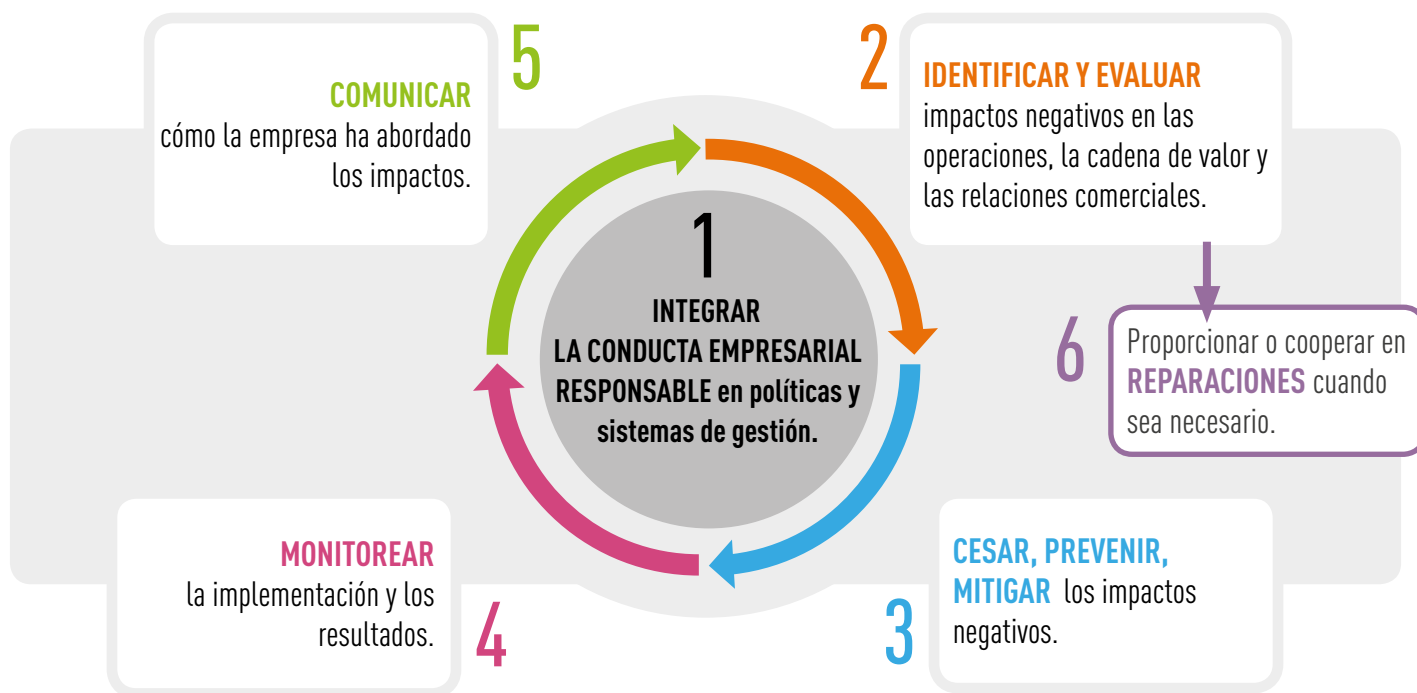 1
INTEGRAR
LA CONDUCTA EMPRESARIAL
RESPONSABLE en políticas y
sistemas de gestión.
2
IDENTIFICAR Y EVALUAR
impactos negativos en las
operaciones, la cadena de valor y
las relaciones comerciales.
3
CESAR, PREVENIR,
MITIGAR los impactos
negativos.
4
MONITOREAR
la implementación y los
resultados.
5
COMUNICAR
cómo la empresa ha abordado
los impactos.
6
Proporcionar o cooperar en
REPARACIONES cuando
sea necesario.